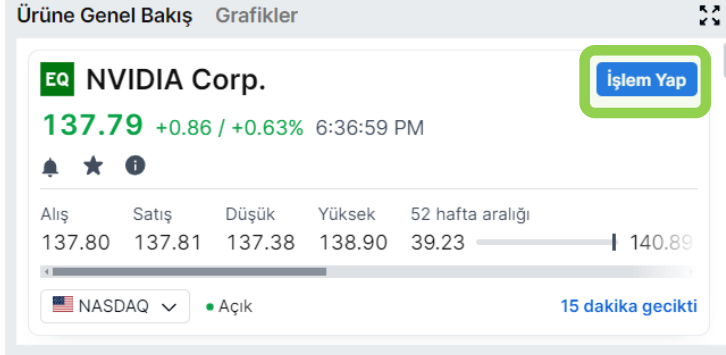 Ürüne Genel Bakış Grafikler
EQ NVIDIA Corp. İşlem Yap
137.79 +0.86 / +0.63% 6:36:59 PM
Alış Satış Düşük Yüksek 52 hafta aralığı
137.80 137.81 137.38 138.90 39.23 140.89
NASDAQ Açık 15 dakika gecikti